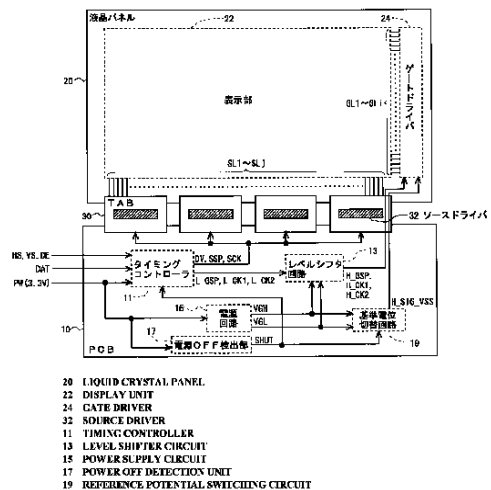 液晶パネル
22
24
20
表示部
GL1~GLi
ゲートドライバ
SL1~SLj
TAB
30
32 ソースドライバ
HS,VS,DE
DAT
PW(3.3V)
タイミングコントローラ
11
DV,SSP,SCK
L_GSP,L_CK1,L_CK2
13
レベルシフタ回路
H_GSP,
H_CK1,
H_CK2
H_SIG_VSS
電源回路
VGH
VGL
基準電位切替回路
19
17
電源OFF検出部
SHUT
10
PCB
20 LIQUID CRYSTAL PANEL
22 DISPLAY UNIT
24 GATE DRIVER
32 SOURCE DRIVER
11 TIMING CONTROLLER
13 LEVEL SHIFTER CIRCUIT
15 POWER SUPPLY CIRCUIT
17 POWER OFF DETECTION UNIT
19 REFERENCE POTENTIAL SWITCHING CIRCUIT